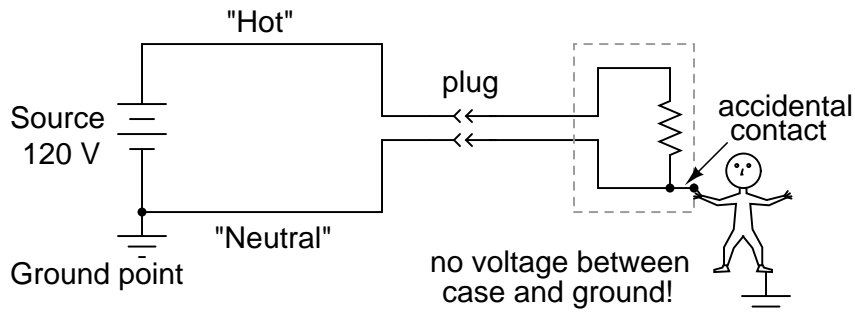 "Hot"
plug
Source
120 V
accidental
contact
"Neutral"
Ground point
no voltage between
case and ground!